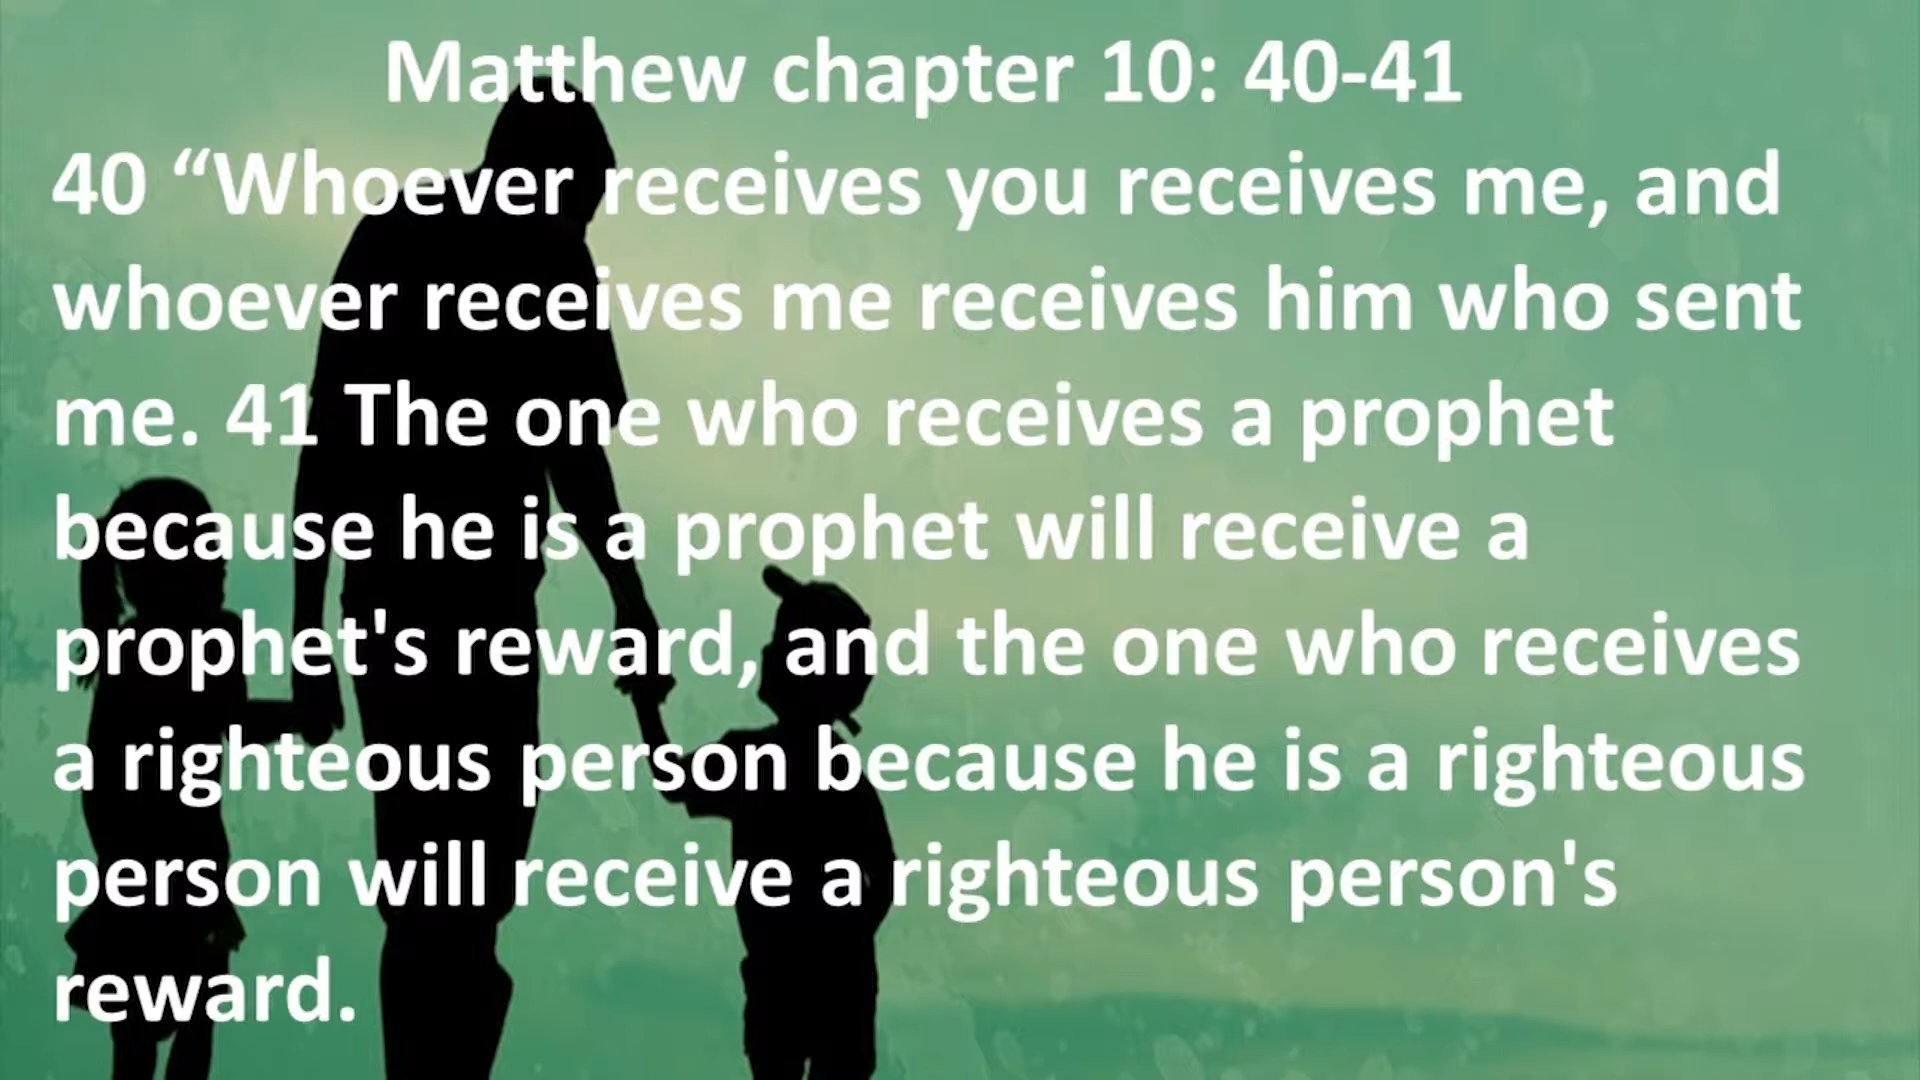 Matthew chapter 10: 40-41
40 “Whoever receives you receives me, and
whoever receives me receives him who sent
me. 41 The one who receives a prophet
because he is a prophet will receive a
prophet's reward, and the one who receives
a righteous person because he is a righteous
person will receive a righteous person's
reward.